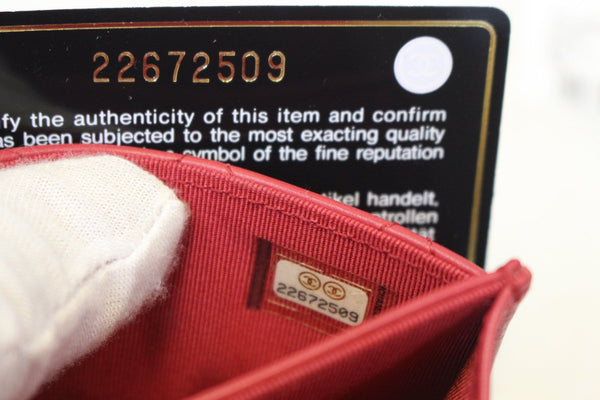 22672509
fy the authenticity of this item and confirm
as been subjected to the most exacting quality
symbol of the fine reputation
tikel handelt,
ntrollen
22672509